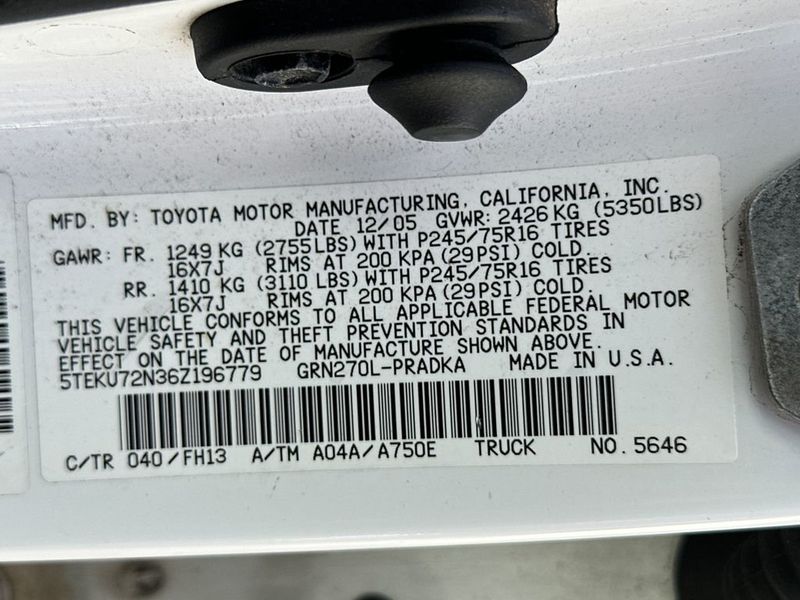 MFD. BY: TOYOTA MOTOR MANUFACTURING, CALIFORNIA, INC.
DATE 12/05 GVWR: 2426 KG (5350LBS)
GAWR: FR. 1249 KG (2755LBS) WITH P245/75R16 TIRES
16X7J RIMS AT 200 KPA (29PSI) COLD.
RR. 1410 KG (3110 LBS) WITH P245/75R16 TIRES
16X7J RIMS AT 200 KPA (29PSI) COLD.
THIS VEHICLE CONFORMS TO ALL APPLICABLE FEDERAL MOTOR
VEHICLE SAFETY AND THEFT PREVENTION STANDARDS IN
EFFECT ON THE DATE OF MANUFACTURE SHOWN ABOVE.
5TEKU72N36Z196779 GRN270L-PRADKA MADE IN U.S.A.
C/TR 040/FH13 A/TM A04A/A750E TRUCK NO. 5646